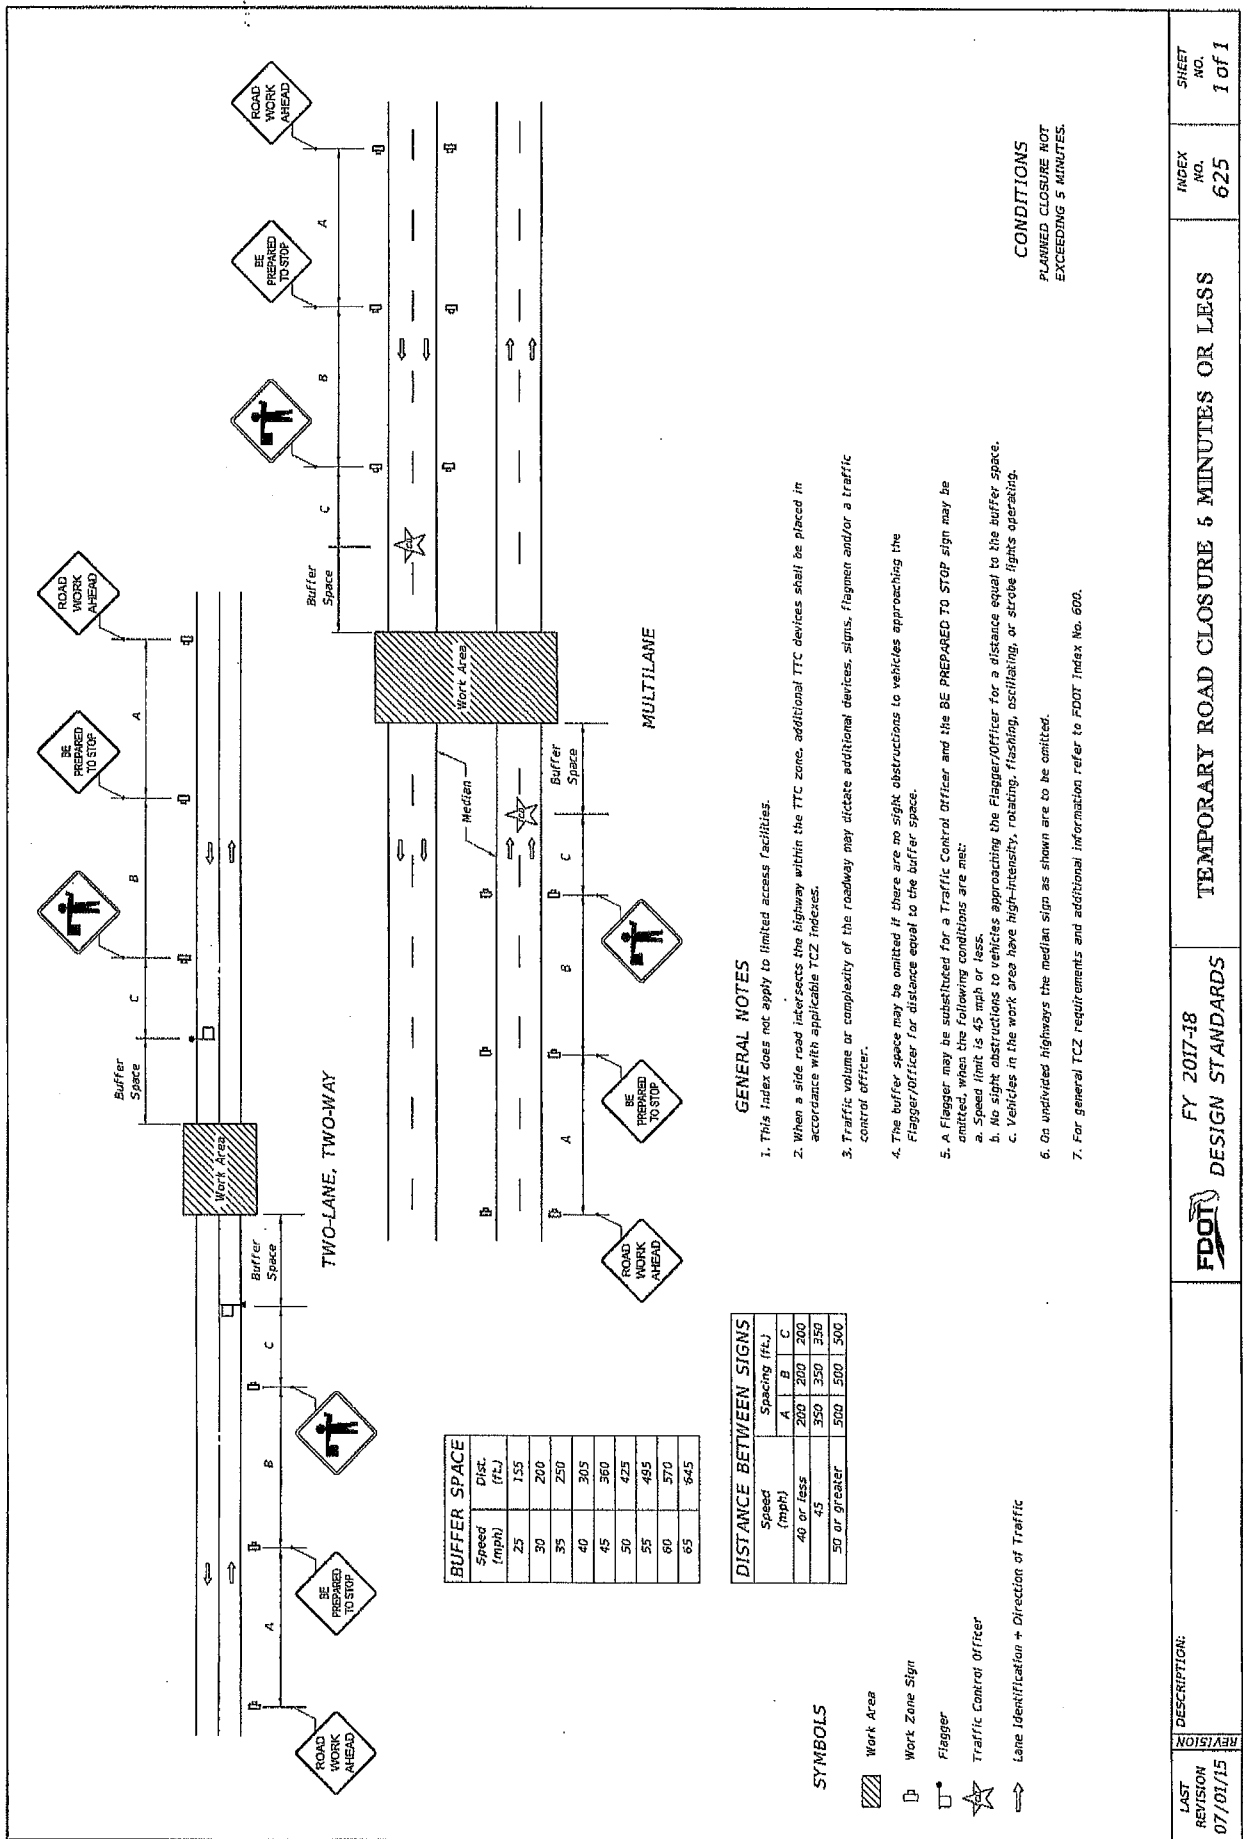 ROAD
WORK
AHEAD
BE
PREPARED
TO STOP
Buffer
Space
C
B
A
Work Area
TWO-LANE, TWO-WAY
Buffer
Space
C
B
A
BE
PREPARED
TO STOP
ROAD
WORK
AHEAD
ROAD
WORK
AHEAD
BE
PREPARED
TO STOP
Buffer
Space
C
B
A
TCO
Work Area
Median
MULTILANE
TCO
Buffer
Space
C
B
A
BE
PREPARED
TO STOP
ROAD
WORK
AHEAD
BUFFER SPACE
Speed (mph) Dist. (ft.)
25 155
30 200
35 250
40 305
45 360
50 425
55 495
60 570
65 645
DISTANCE BETWEEN SIGNS
Speed (mph) Spacing (ft.)
A B C
40 or less 200 200 200
45 350 350 350
50 or greater 500 500 500
SYMBOLS
Work Area
Work Zone Sign
Flagger
Traffic Control Officer
Lane Identification + Direction of Traffic
GENERAL NOTES
1. This Index does not apply to limited access facilities.
2. When a side road intersects the highway within the TTC zone, additional TTC devices shall be placed in
accordance with applicable TCZ Indexes.
3. Traffic volume or complexity of the roadway may dictate additional devices, signs, flagmen and/or a traffic
control officer.
4. The buffer space may be omitted if there are no sight obstructions to vehicles approaching the
Flagger/Officer for distance equal to the buffer space.
5. A Flagger may be substituted for a Traffic Control Officer and the BE PREPARED TO STOP sign may be
omitted, when the following conditions are met:
a. Speed limit is 45 mph or less.
b. No sight obstructions to vehicles approaching the Flagger/Officer for a distance equal to the buffer space.
c. Vehicles in the work area have high-intensity, rotating, flashing, oscillating, or strobe lights operating.
6. On undivided highways the median sign as shown are to be omitted.
7. For general TCZ requirements and additional information refer to FDOT Index No. 600.
CONDITIONS
PLANNED CLOSURE NOT
EXCEEDING 5 MINUTES.
LAST
REVISION
07/01/15
REVISION
DESCRIPTION:
FDOT
FY 2017-18
DESIGN STANDARDS
TEMPORARY ROAD CLOSURE 5 MINUTES OR LESS
INDEX
NO.
625
SHEET
NO.
1 of 1